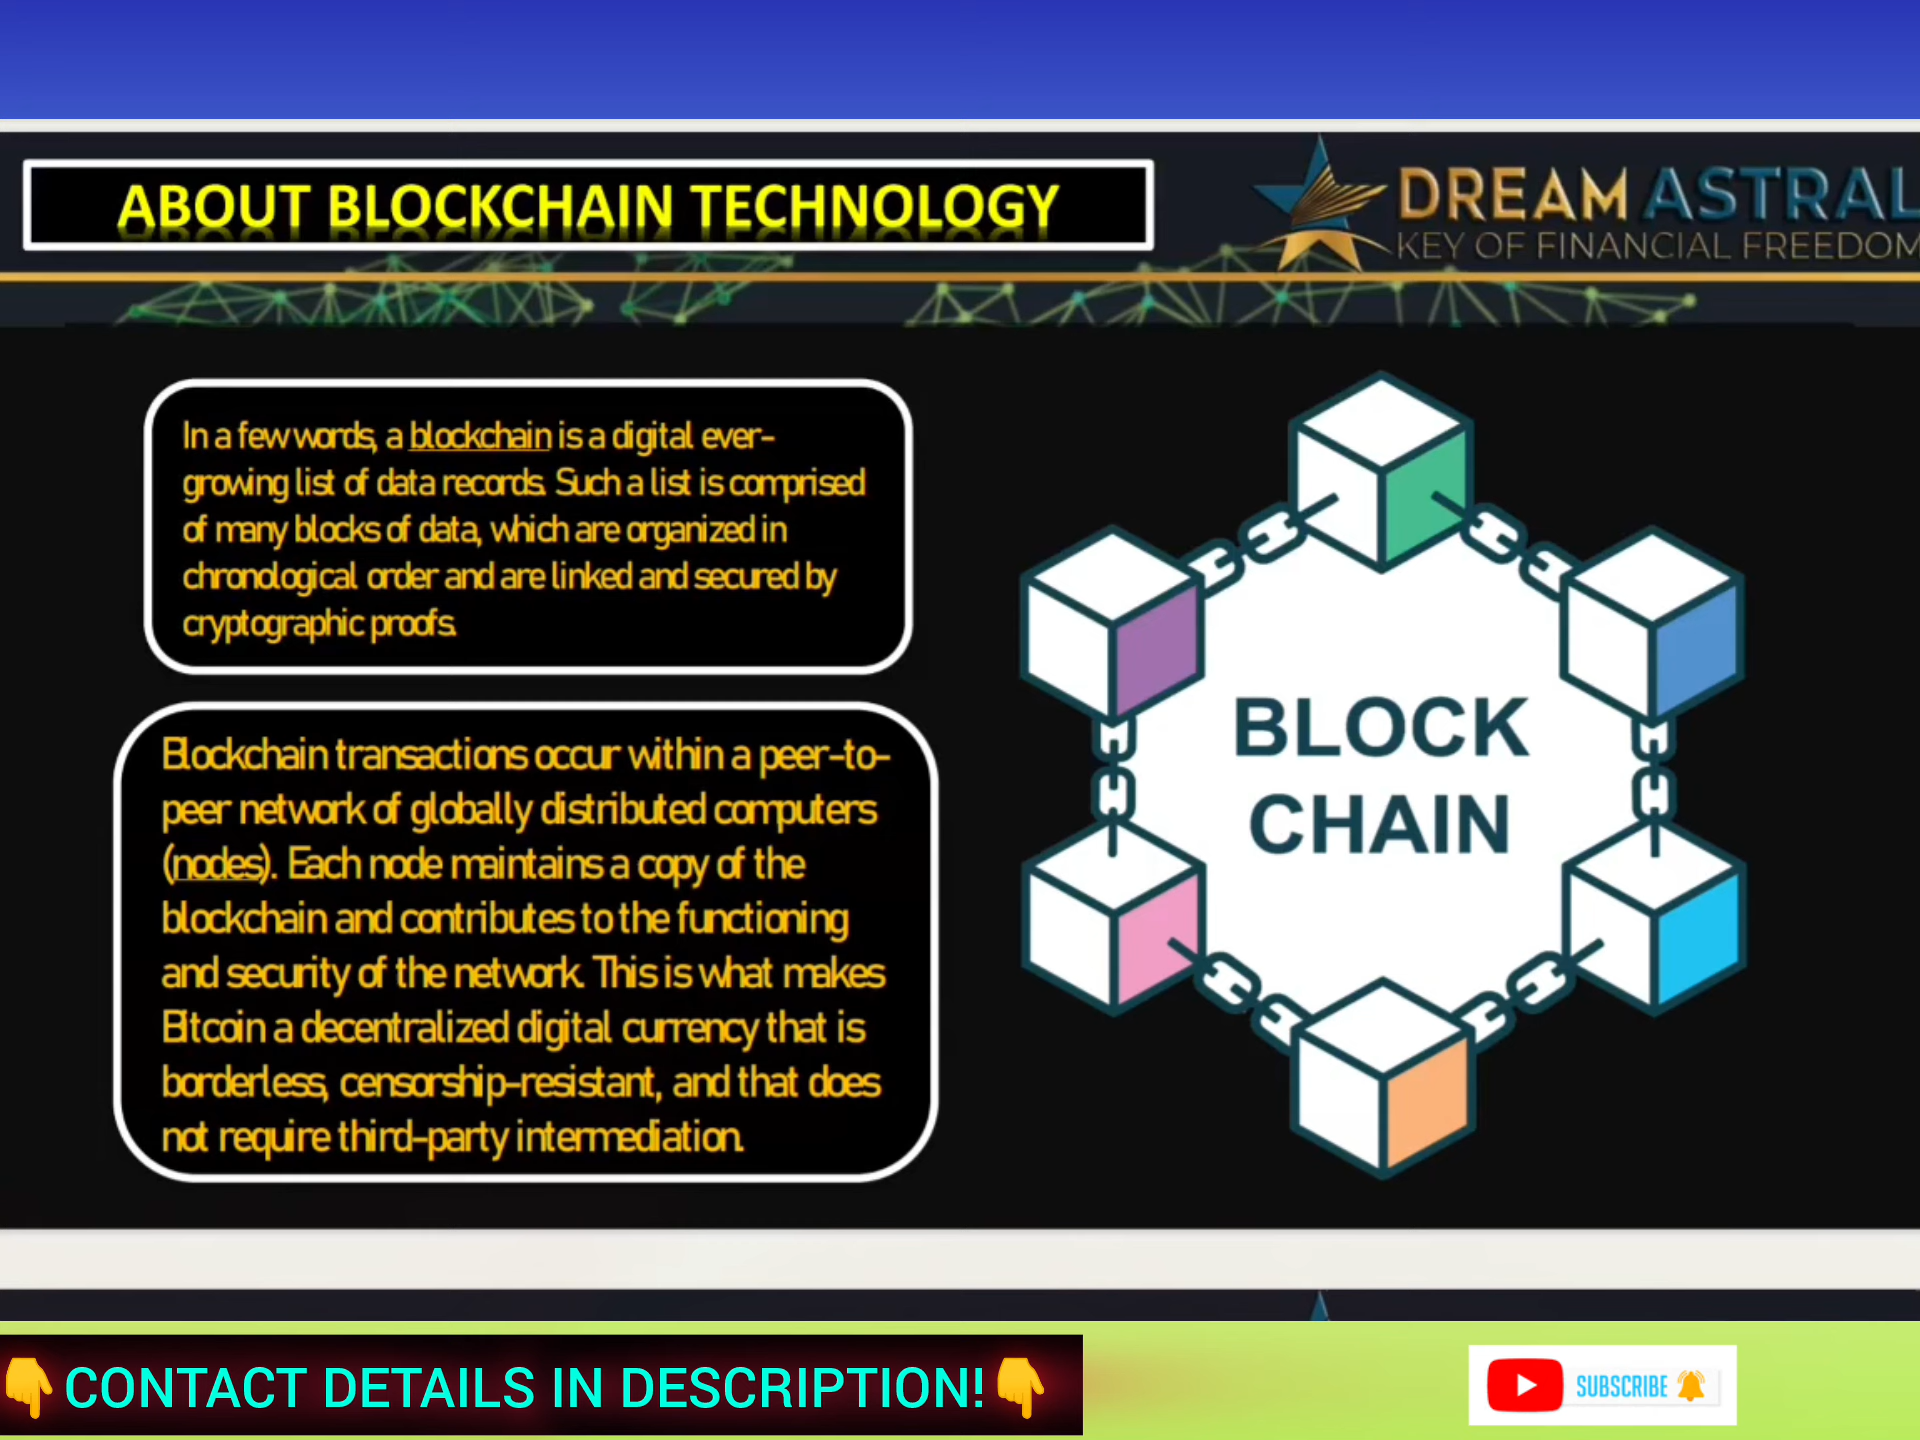 ABOUT BLOCKCHAIN TECHNOLOGY
DREAM ASTRAL
KEY OF FINANCIAL FREEDOM
In a few words, a blockchain is a digital ever-
growing list of data records. Such a list is comprised
of many blocks of data, which are organized in
chronological order and are linked and secured by
cryptographic proofs.
Blockchain transactions occur within a peer-to-
peer network of globally distributed computers
(nodes). Each node maintains a copy of the
blockchain and contributes to the functioning
and security of the network. This is what makes
Bitcoin a decentralized digital currency that is
borderless, censorship-resistant, and that does
not require third-party intermediation.
BLOCK
CHAIN
👇CONTACT DETAILS IN DESCRIPTION!👇
SUBSCRIBE